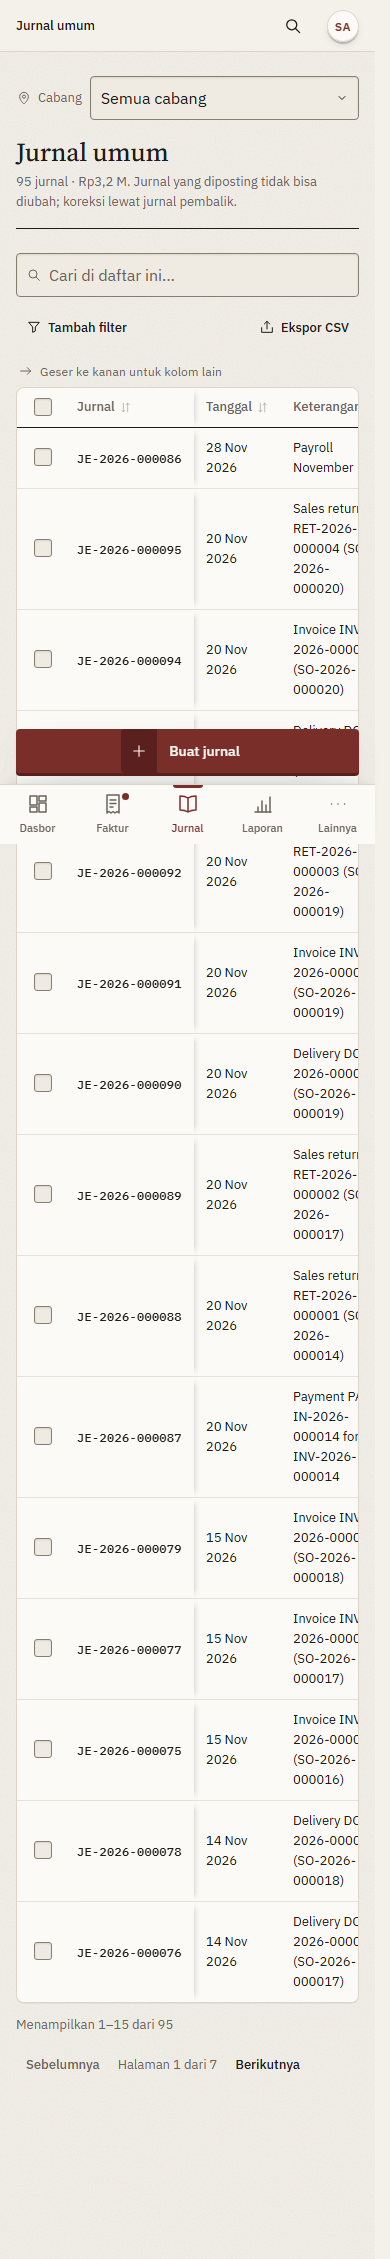 Jurnal umum
SA
Cabang
Semua cabang
Jurnal umum
95 jurnal · Rp3,2 M. Jurnal yang diposting tidak bisa
diubah; koreksi lewat jurnal pembalik.
Cari di daftar ini...
Tambah filter
Ekspor CSV
Geser ke kanan untuk kolom lain
Jurnal
Tanggal
Keterangan
JE-2026-000086
28 Nov
2026
Payroll
November
JE-2026-000095
20 Nov
2026
Sales return
RET-2026-
000004 (SO
2026-
000020)
JE-2026-000094
20 Nov
2026
Invoice INV
2026-0000
(SO-2026-
000020)
Buat jurnal
Dasbor
Faktur
Jurnal
Laporan
Lainnya
JE-2026-000092
20 Nov
2026
RET-2026-
000003 (SO
2026-
000019)
JE-2026-000091
20 Nov
2026
Invoice INV
2026-0000
(SO-2026-
000019)
JE-2026-000090
20 Nov
2026
Delivery DO
2026-0000
(SO-2026-
000019)
JE-2026-000089
20 Nov
2026
Sales return
RET-2026-
000002 (SO
2026-
000017)
JE-2026-000088
20 Nov
2026
Sales return
RET-2026-
000001 (SO
2026-
000014)
JE-2026-000087
20 Nov
2026
Payment PA
IN-2026-
000014 for
INV-2026-
000014
JE-2026-000079
15 Nov
2026
Invoice INV
2026-0000
(SO-2026-
000018)
JE-2026-000077
15 Nov
2026
Invoice INV
2026-0000
(SO-2026-
000017)
JE-2026-000075
15 Nov
2026
Invoice INV
2026-0000
(SO-2026-
000016)
JE-2026-000078
14 Nov
2026
Delivery DO
2026-0000
(SO-2026-
000018)
JE-2026-000076
14 Nov
2026
Delivery DO
2026-0000
(SO-2026-
000017)
Menampilkan 1–15 dari 95
Sebelumnya
Halaman 1 dari 7
Berikutnya